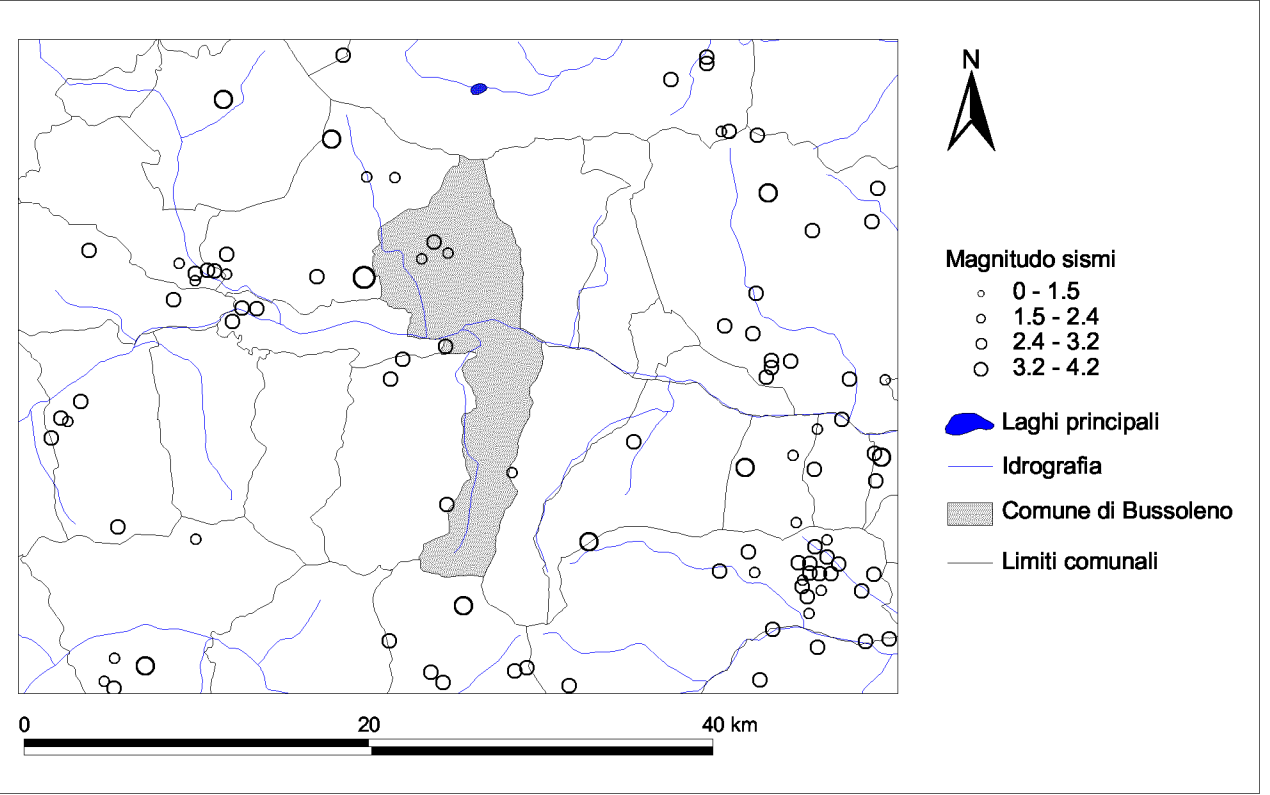 N
Magnitudo sismi
0 - 1.5
1.5 - 2.4
2.4 - 3.2
3.2 - 4.2
Laghi principali
Idrografia
Comune di Bussoleno
Limiti comunali
0 20 40 km